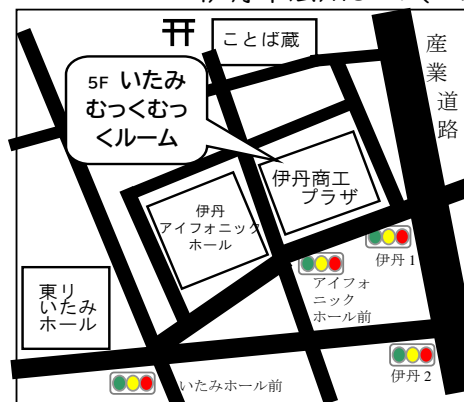 ことば蔵
産
業
道
路
5F いたみ
むっくむっ
くルーム
伊丹商工
プラザ
伊丹
アイフォニック
ホール
伊丹1
アイフォ
ニック
ホール前
東リ
いたみ
ホール
伊丹2
いたみホール前